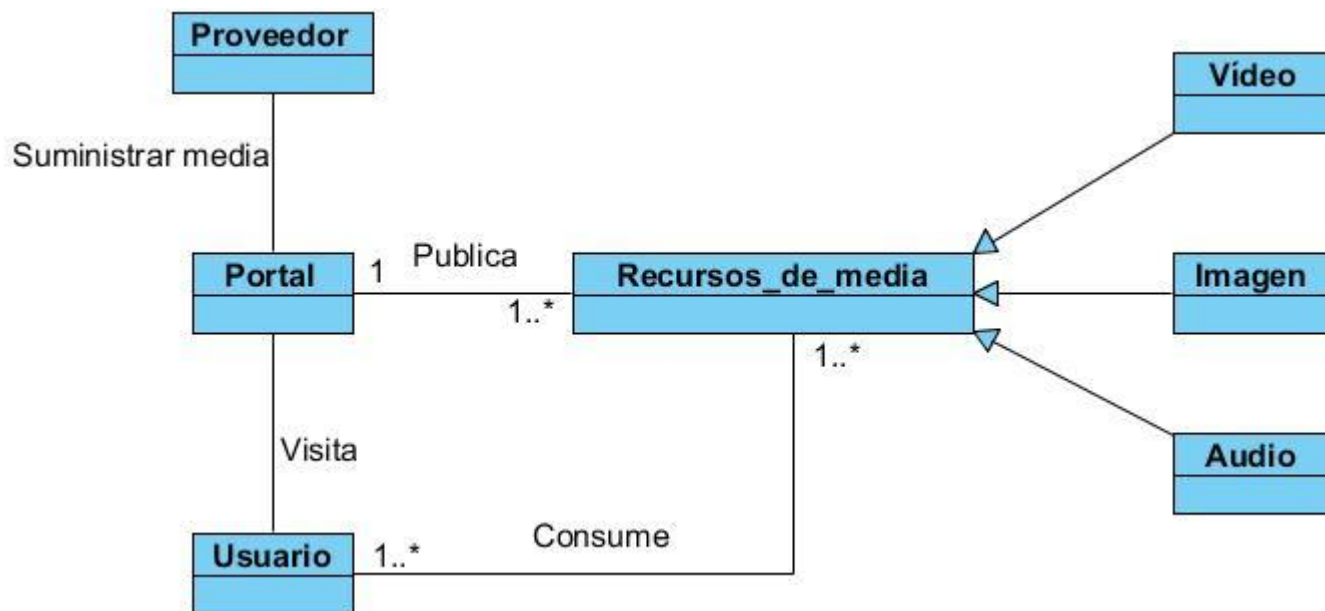 Proveedor
Suministrar media
Portal
1
Publica
1..*
Recursos_de_media
1..*
Vídeo
Imagen
Audio
Visita
Usuario
1..*
Consume